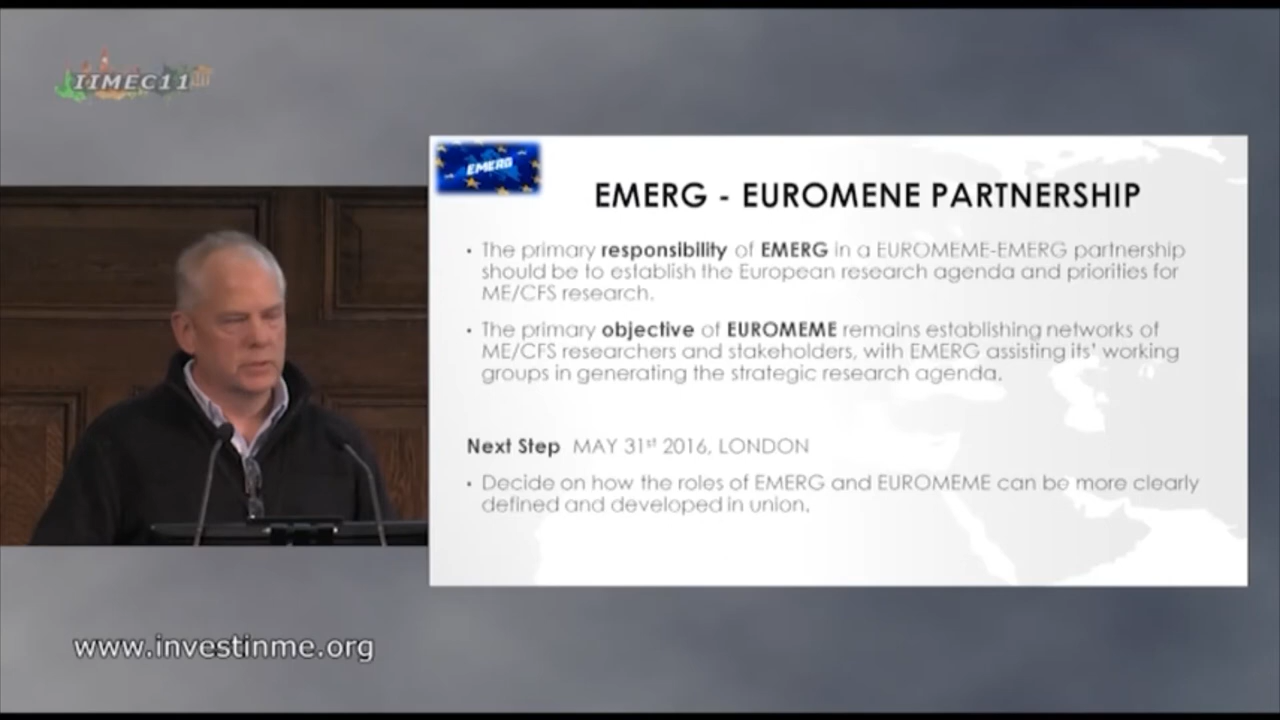 IIMEC11
EMERG
EMERG - EUROMENE PARTNERSHIP
• The primary responsibility of EMERG in a EUROMEME-EMERG partnership
should be to establish the European research agenda and priorities for
ME/CFS research.
• The primary objective of EUROMEME remains establishing networks of
ME/CFS researchers and stakeholders, with EMERG assisting its' working
groups in generating the strategic research agenda.
Next Step MAY 31st 2016, LONDON
• Decide on how the roles of EMERG and EUROMEME can be more clearly
defined and developed in union.
www.investinme.org